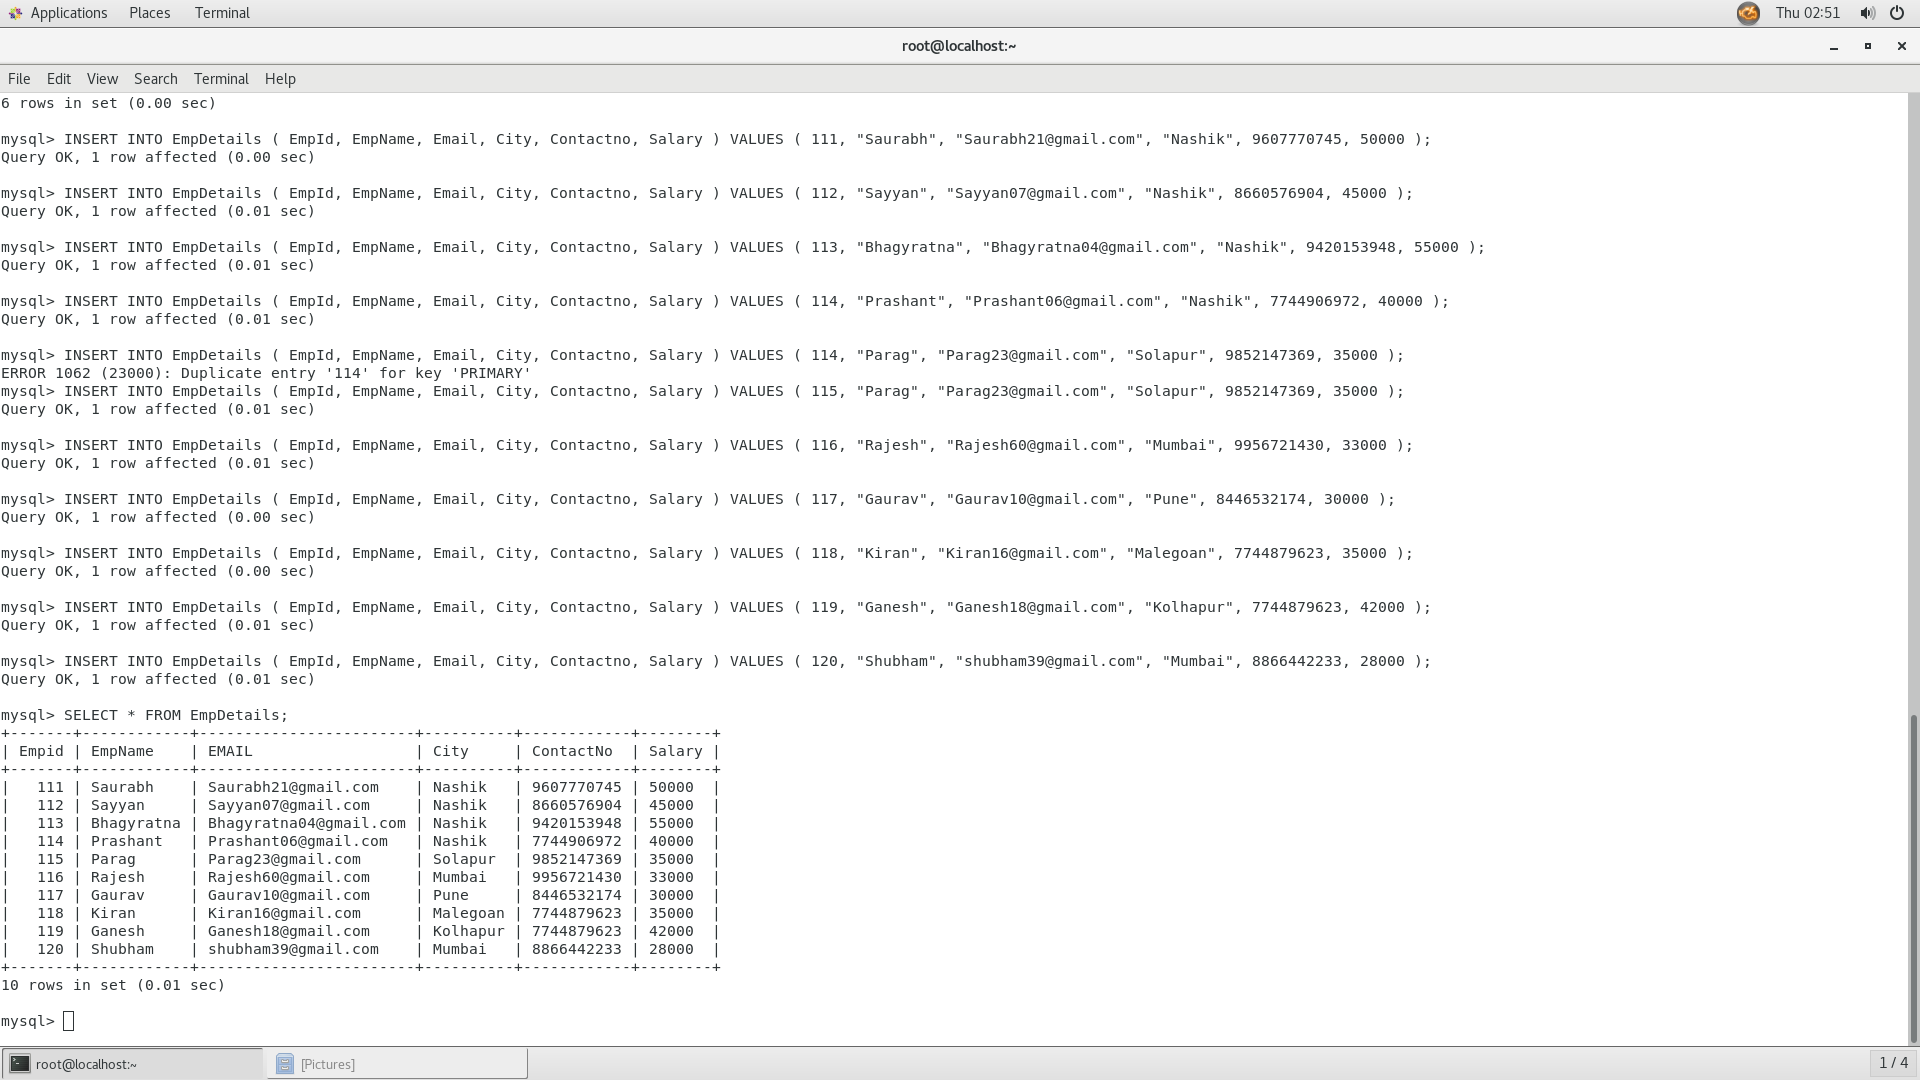 Applications Places Terminal Thu 02:51
root@localhost:~
File Edit View Search Terminal Help
6 rows in set (0.00 sec)
mysql> INSERT INTO EmpDetails ( EmpId, EmpName, Email, City, Contactno, Salary ) VALUES ( 111, "Saurabh", "Saurabh21@gmail.com", "Nashik", 9607770745, 50000 );
Query OK, 1 row affected (0.00 sec)
mysql> INSERT INTO EmpDetails ( EmpId, EmpName, Email, City, Contactno, Salary ) VALUES ( 112, "Sayyan", "Sayyan07@gmail.com", "Nashik", 8660576904, 45000 );
Query OK, 1 row affected (0.01 sec)
mysql> INSERT INTO EmpDetails ( EmpId, EmpName, Email, City, Contactno, Salary ) VALUES ( 113, "Bhagyratna", "Bhagyratna04@gmail.com", "Nashik", 9420153948, 55000 );
Query OK, 1 row affected (0.01 sec)
mysql> INSERT INTO EmpDetails ( EmpId, EmpName, Email, City, Contactno, Salary ) VALUES ( 114, "Prashant", "Prashant06@gmail.com", "Nashik", 7744906972, 40000 );
Query OK, 1 row affected (0.01 sec)
mysql> INSERT INTO EmpDetails ( EmpId, EmpName, Email, City, Contactno, Salary ) VALUES ( 114, "Parag", "Parag23@gmail.com", "Solapur", 9852147369, 35000 );
ERROR 1062 (23000): Duplicate entry '114' for key 'PRIMARY'
mysql> INSERT INTO EmpDetails ( EmpId, EmpName, Email, City, Contactno, Salary ) VALUES ( 115, "Parag", "Parag23@gmail.com", "Solapur", 9852147369, 35000 );
Query OK, 1 row affected (0.01 sec)
mysql> INSERT INTO EmpDetails ( EmpId, EmpName, Email, City, Contactno, Salary ) VALUES ( 116, "Rajesh", "Rajesh60@gmail.com", "Mumbai", 9956721430, 33000 );
Query OK, 1 row affected (0.01 sec)
mysql> INSERT INTO EmpDetails ( EmpId, EmpName, Email, City, Contactno, Salary ) VALUES ( 117, "Gaurav", "Gaurav10@gmail.com", "Pune", 8446532174, 30000 );
Query OK, 1 row affected (0.00 sec)
mysql> INSERT INTO EmpDetails ( EmpId, EmpName, Email, City, Contactno, Salary ) VALUES ( 118, "Kiran", "Kiran16@gmail.com", "Malegoan", 7744879623, 35000 );
Query OK, 1 row affected (0.00 sec)
mysql> INSERT INTO EmpDetails ( EmpId, EmpName, Email, City, Contactno, Salary ) VALUES ( 119, "Ganesh", "Ganesh18@gmail.com", "Kolhapur", 7744879623, 42000 );
Query OK, 1 row affected (0.01 sec)
mysql> INSERT INTO EmpDetails ( EmpId, EmpName, Email, City, Contactno, Salary ) VALUES ( 120, "Shubham", "shubham39@gmail.com", "Mumbai", 8866442233, 28000 );
Query OK, 1 row affected (0.01 sec)
mysql> SELECT * FROM EmpDetails;
+-------+------------+------------------------+----------+------------+--------+
| Empid | EmpName    | EMAIL                  | City     | ContactNo  | Salary |
+-------+------------+------------------------+----------+------------+--------+
|   111 | Saurabh    | Saurabh21@gmail.com    | Nashik   | 9607770745 | 50000  |
|   112 | Sayyan     | Sayyan07@gmail.com     | Nashik   | 8660576904 | 45000  |
|   113 | Bhagyratna | Bhagyratna04@gmail.com | Nashik   | 9420153948 | 55000  |
|   114 | Prashant   | Prashant06@gmail.com   | Nashik   | 7744906972 | 40000  |
|   115 | Parag      | Parag23@gmail.com      | Solapur  | 9852147369 | 35000  |
|   116 | Rajesh     | Rajesh60@gmail.com     | Mumbai   | 9956721430 | 33000  |
|   117 | Gaurav     | Gaurav10@gmail.com     | Pune     | 8446532174 | 30000  |
|   118 | Kiran      | Kiran16@gmail.com      | Malegoan | 7744879623 | 35000  |
|   119 | Ganesh     | Ganesh18@gmail.com     | Kolhapur | 7744879623 | 42000  |
|   120 | Shubham    | shubham39@gmail.com    | Mumbai   | 8866442233 | 28000  |
+-------+------------+------------------------+----------+------------+--------+
10 rows in set (0.01 sec)
mysql>
root@localhost:~ [Pictures] 1 / 4